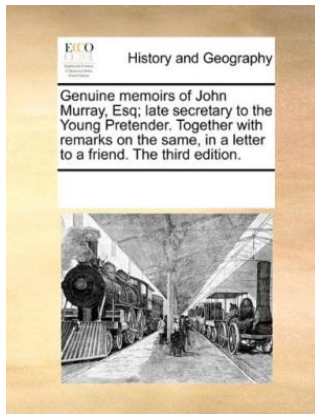 ECCO
History and Geography
Genuine memoirs of John
Murray, Esq; late secretary to the
Young Pretender. Together with
remarks on the same, in a letter
to a friend. The third edition.